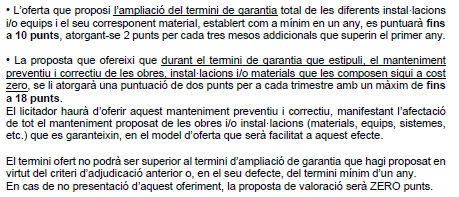 • L'oferta que proposi l'ampliació del termini de garantia total de les diferents instal·lacions
i/o equips i el seu corresponent material, establert com a mínim en un any, es puntuarà fins
a 10 punts, atorgant-se 2 punts per cada tres mesos addicionals que superin el primer any.
• La proposta que ofereixi que durant el termini de garantia que estipuli, el manteniment
preventiu i correctiu de les obres, instal·lacions i/o materials que les composen sigui a cost
zero, se li atorgarà una puntuació de dos punts per a cada trimestre amb un màxim de fins
a 18 punts.
El licitador haurà d'oferir aquest manteniment preventiu i correctiu, manifestant l'afectació
de tot el manteniment proposat de les obres i/o instal·lacions (materials, equips, sistemes,
etc.) que es garanteixin, en el model d'oferta que serà facilitat a aquest efecte.
El termini ofert no podrà ser superior al termini d'ampliació de garantia que hagi proposat en
virtut del criteri d'adjudicació anterior o, en el seu defecte, del termini mínim d'un any.
En cas de no presentació d'aquest oferiment, la proposta de valoració serà ZERO punts.